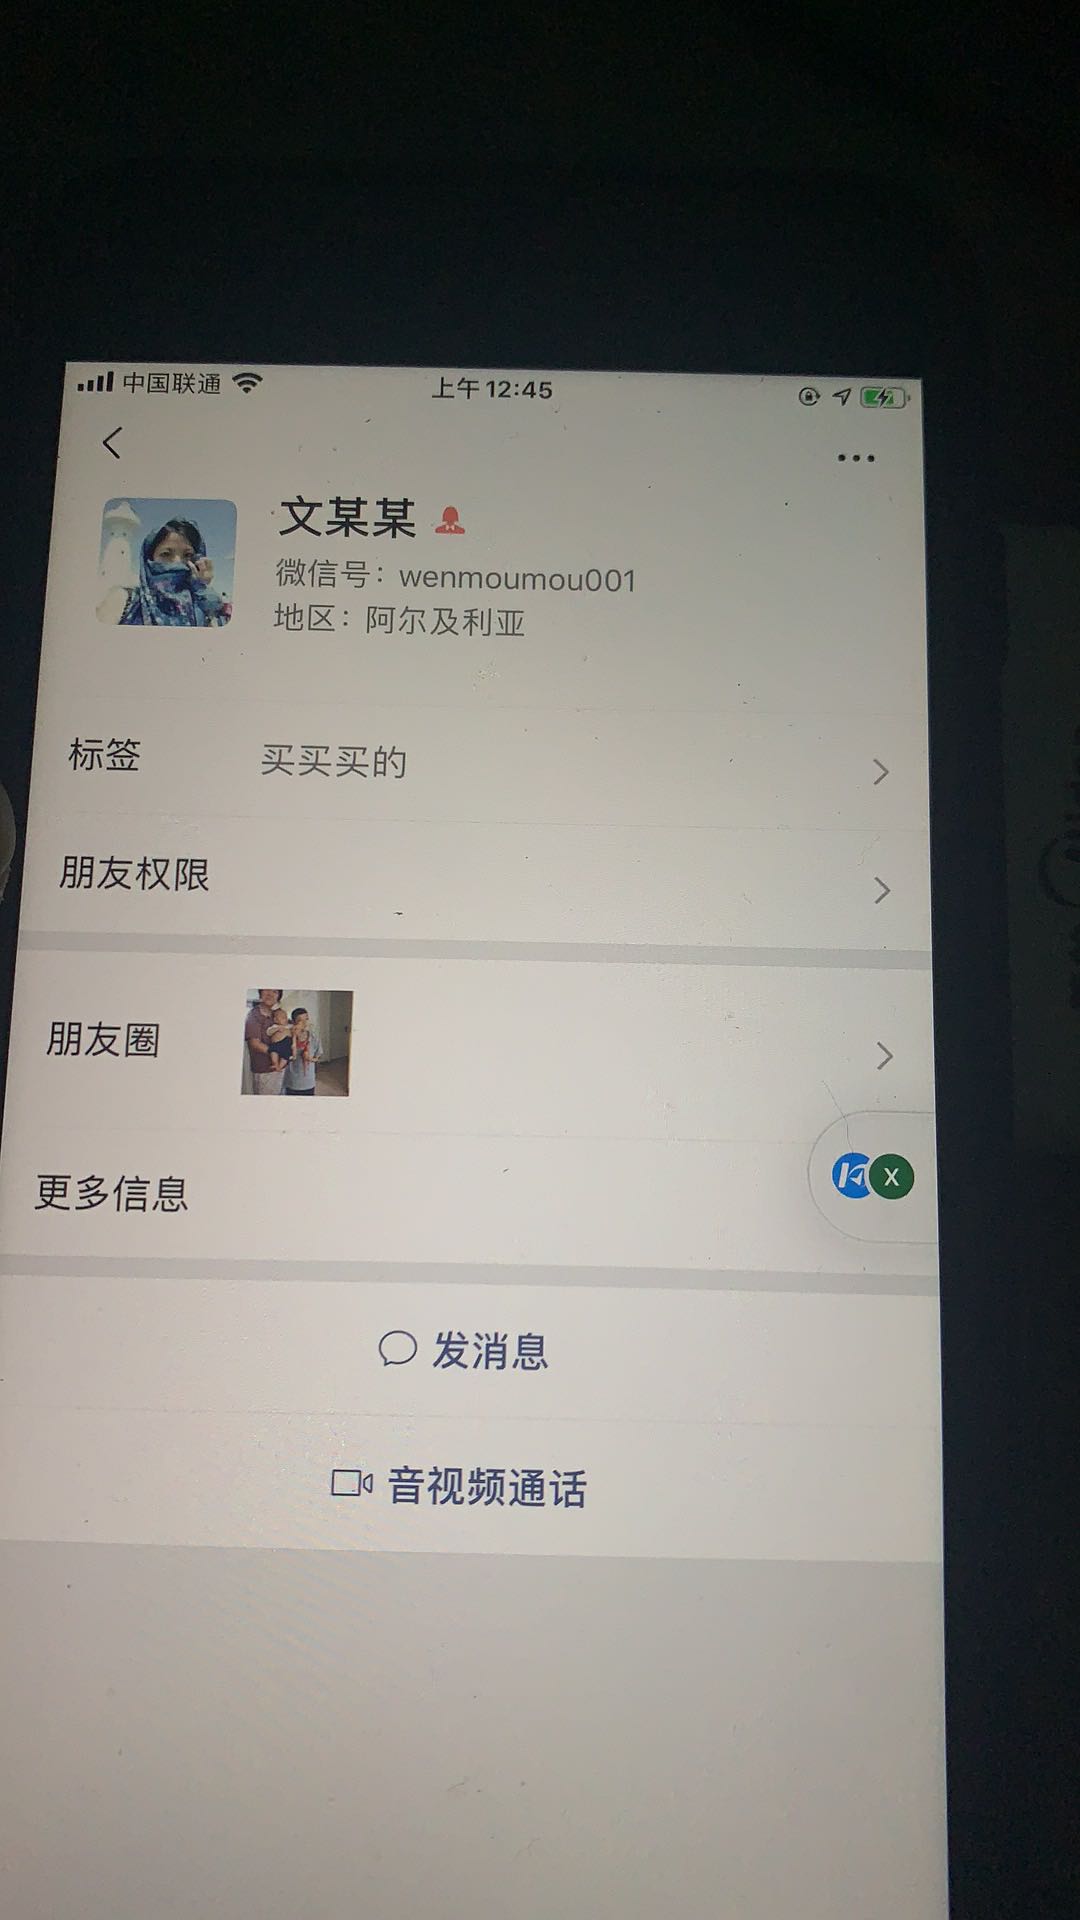 中国联通
上午12:45
文某某
微信号：wenmoumou001
地区：阿尔及利亚
标签 买买买的
朋友权限
朋友圈
X
更多信息
发消息
音视频通话